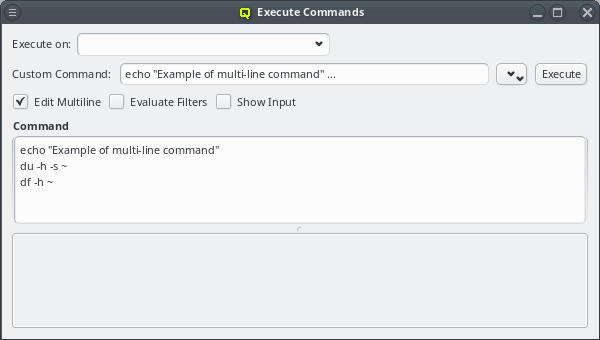 Execute Commands
Execute on:
Custom Command: echo "Example of multi-line command" ... Execute
Edit Multiline Evaluate Filters Show Input
Command
echo "Example of multi-line command"
du -h -s ~
df -h ~